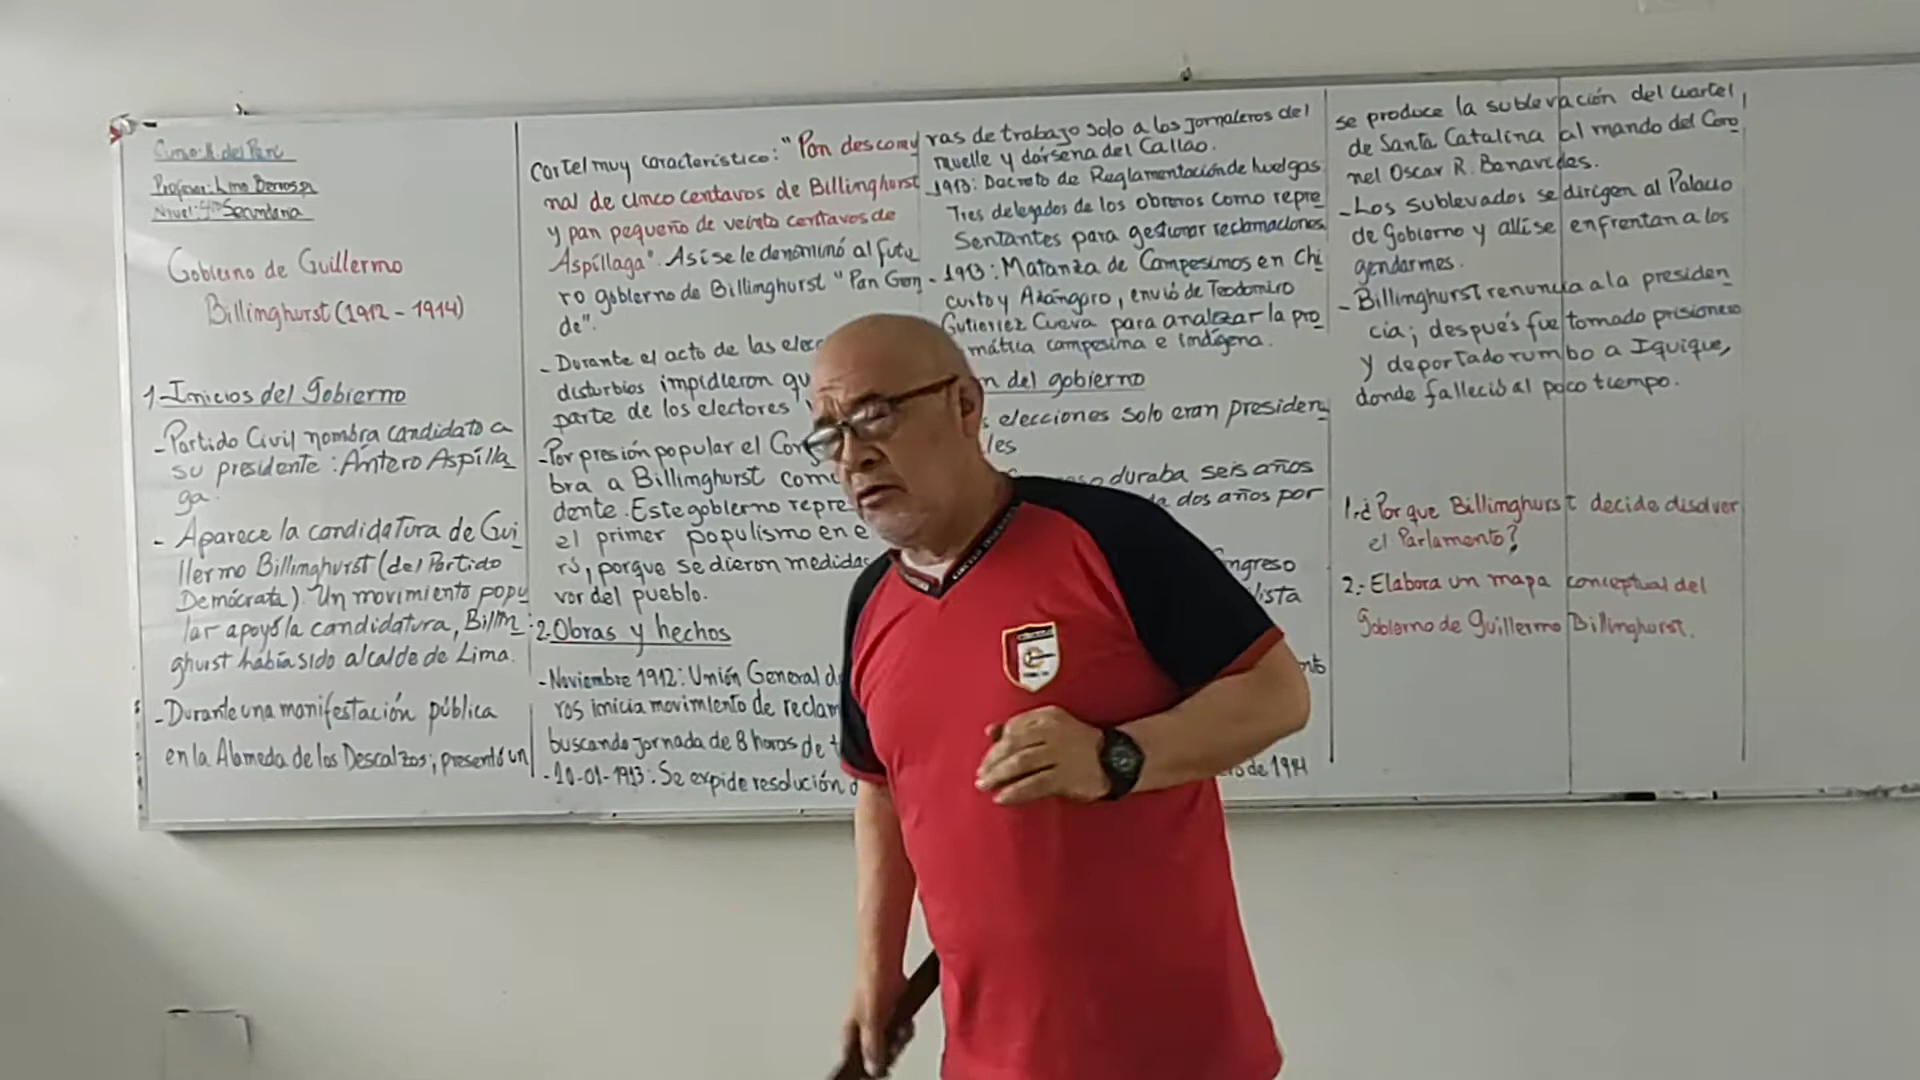 Curso: H. del Perú
Profesor: Lino Berrospi
Nivel: 4to Secundaria
Gobierno de Guillermo
Billinghurst (1912 - 1914)
1- Inicios del Gobierno
- Partido Civil nombra candidato a
su presidente: Ántero Aspílla
ga.
- Aparece la candidatura de Gui
llermo Billinghurst (del Partido
Demócrata). Un movimiento popu
lar apoyó la candidatura, Billin
ghurst había sido alcalde de Lima.
- Durante una manifestación pública
en la Alameda de los Descalzos; presentó un
cartel muy característico: "Pan descomu
nal de cinco centavos de Billinghurst
y pan pequeño de veinte centavos de
Aspíllaga". Así se le denominó al futu
ro gobierno de Billinghurst "Pan Gran
de".
- Durante el acto de las elecc
disturbios impidieron qu
parte de los electores
- Por presión popular el Con
bra a Billinghurst com
dente. Este gobierno repre
el primer populismo en e
rú, porque se dieron medidas
vor del pueblo.
2- Obras y hechos
- Noviembre 1912: Unión General d
ros inicia movimiento de reclam
buscando jornada de 8 horas de t
- 10-01-1913: Se expide resolución
ras de trabajo solo a los jornaleros del
muelle y dársena del Callao.
- 1913: Decreto de Reglamentación de huelgas
Tres delegados de los obreros como repre
sentantes para gestionar reclamaciones
- 1913: Matanza de Campesinos en Chu
cuito y Azángaro, envió de Teodomiro
Gutierrez Cueva para analizar la pro
mática campesina e indígena.
n del gobierno
s elecciones solo eran presiden
les
so duraba seis años
a dos años por
ngreso
lista
nto
o de 1914
se produce la sublevación del cuartel
de Santa Catalina al mando del Coro
nel Oscar R. Benavides.
- Los sublevados se dirigen al Palacio
de Gobierno y allí se enfrentan a los
gendarmes.
- Billinghurst renuncia a la presiden
cia; después fue tomado prisionero
y deportado rumbo a Iquique,
donde falleció al poco tiempo.
1.- ¿Por que Billinghurst decide disolver
el Parlamento?
2.- Elabora un mapa conceptual del
Gobierno de Guillermo Billinghurst.